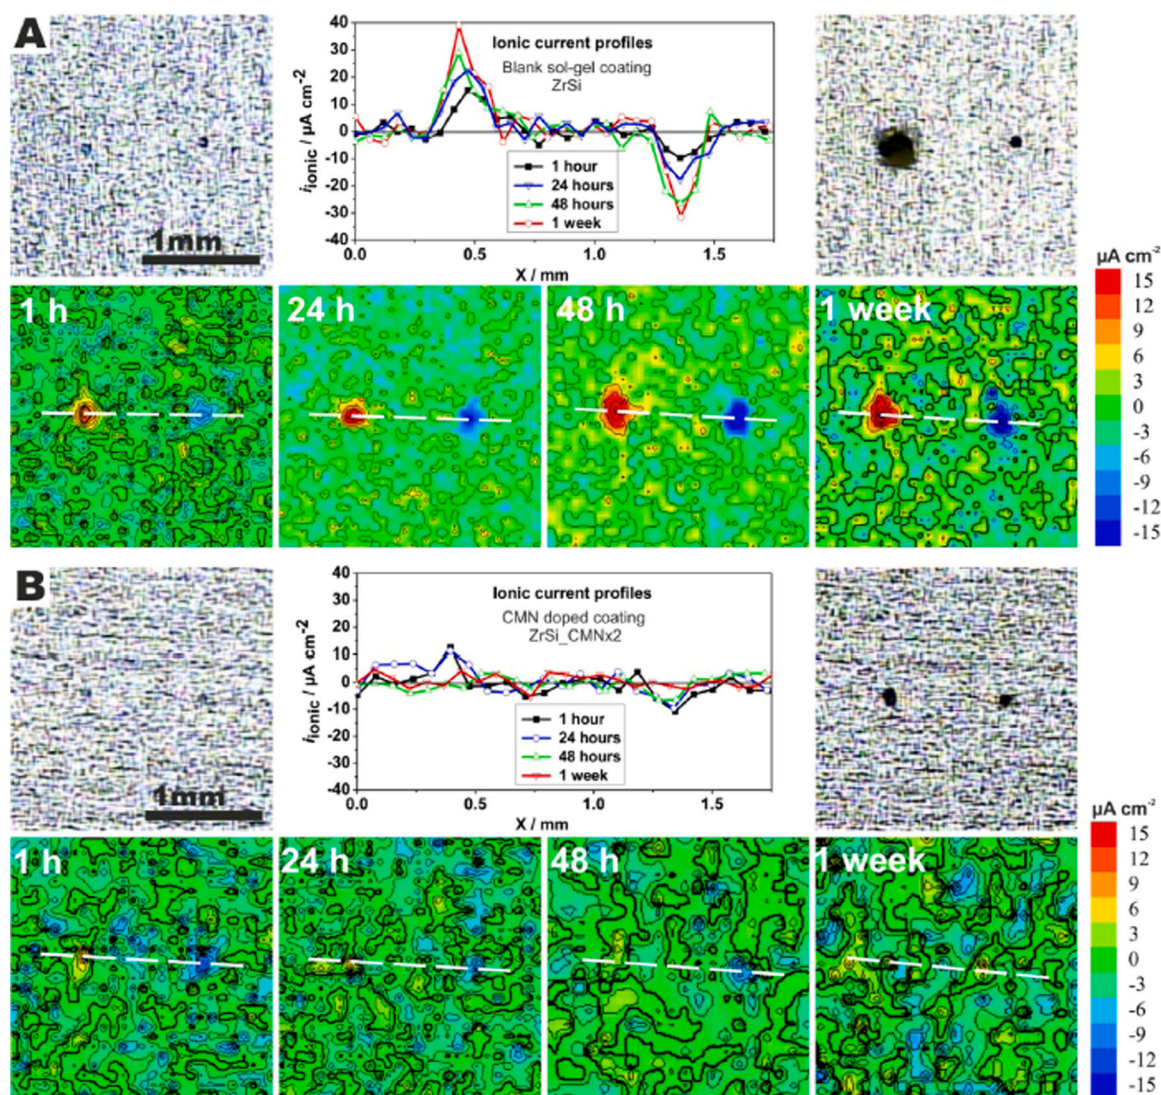 A
1mm
40
30
20
10
0
-10
-20
-30
-40
i ionic / µA cm-2
Ionic current profiles
Blank sol-gel coating
ZrSi
1 hour
24 hours
48 hours
1 week
0.0 0.5 1.0 1.5
X / mm
µA cm-2
15
12
9
6
3
0
-3
-6
-9
-12
-15
1 h
24 h
48 h
1 week
B
1mm
40
30
20
10
0
-10
-20
-30
-40
i ionic / µA cm-2
Ionic current profiles
CMN doped coating
ZrSi_CMNx2
1 hour
24 hours
48 hours
1 week
0.0 0.5 1.0 1.5
X / mm
µA cm-2
15
12
9
6
3
0
-3
-6
-9
-12
-15
1 h
24 h
48 h
1 week